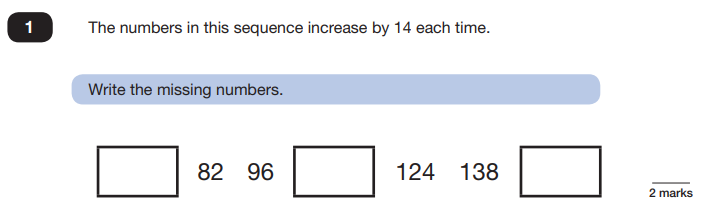 1 The numbers in this sequence increase by 14 each time.
Write the missing numbers.
82 96 124 138
2 marks